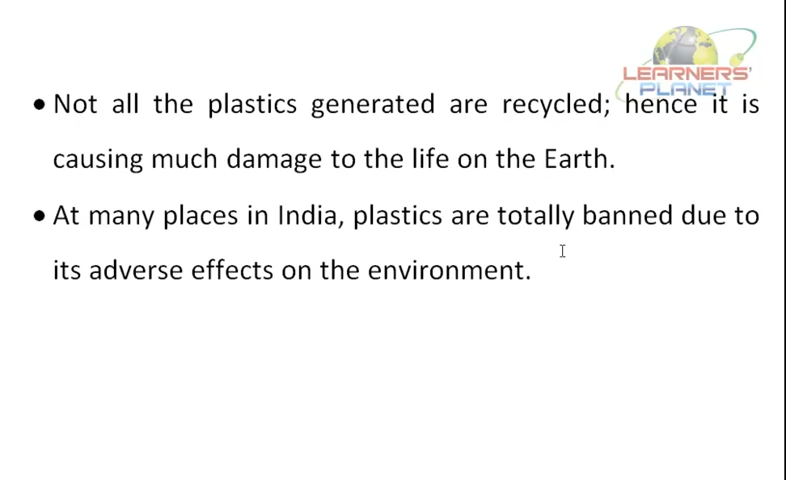 LEARNERS'
PLANET
• Not all the plastics generated are recycled; hence it is
causing much damage to the life on the Earth.
• At many places in India, plastics are totally banned due to
its adverse effects on the environment.